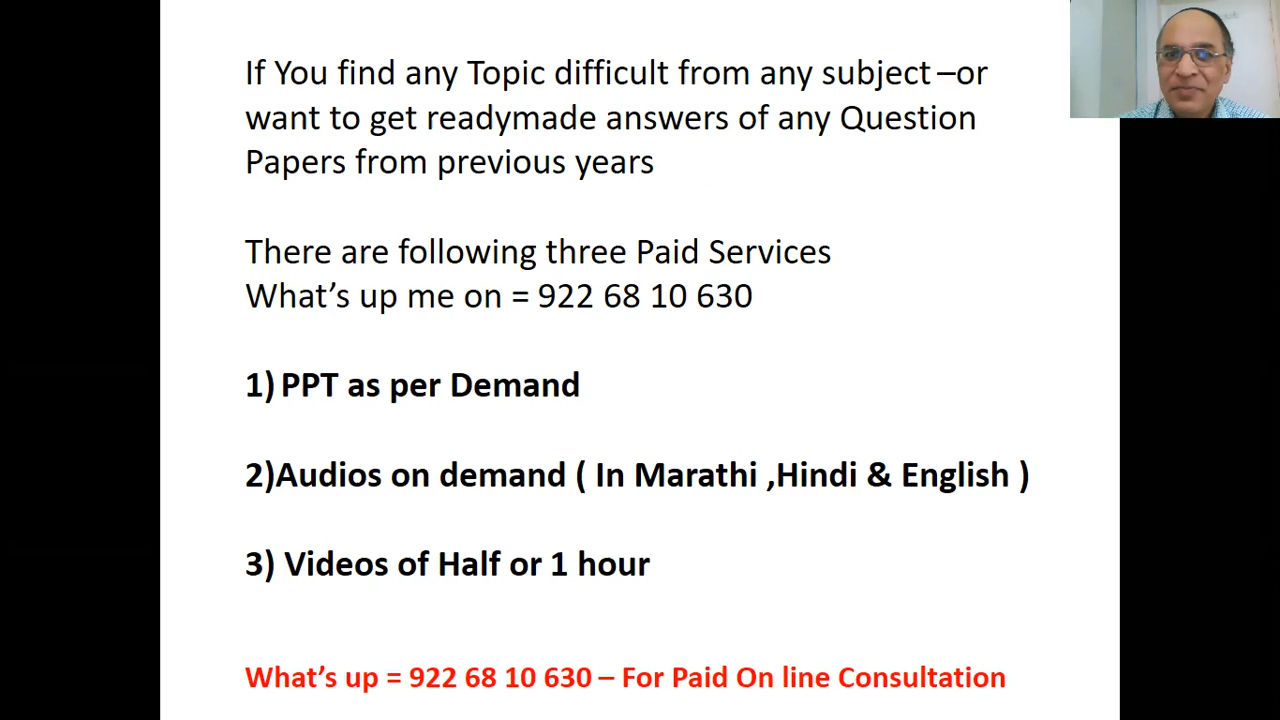 If You find any Topic difficult from any subject –or
want to get readymade answers of any Question
Papers from previous years
There are following three Paid Services
What’s up me on = 922 68 10 630
1) PPT as per Demand
2)Audios on demand ( In Marathi ,Hindi & English )
3) Videos of Half or 1 hour
What’s up = 922 68 10 630 – For Paid On line Consultation